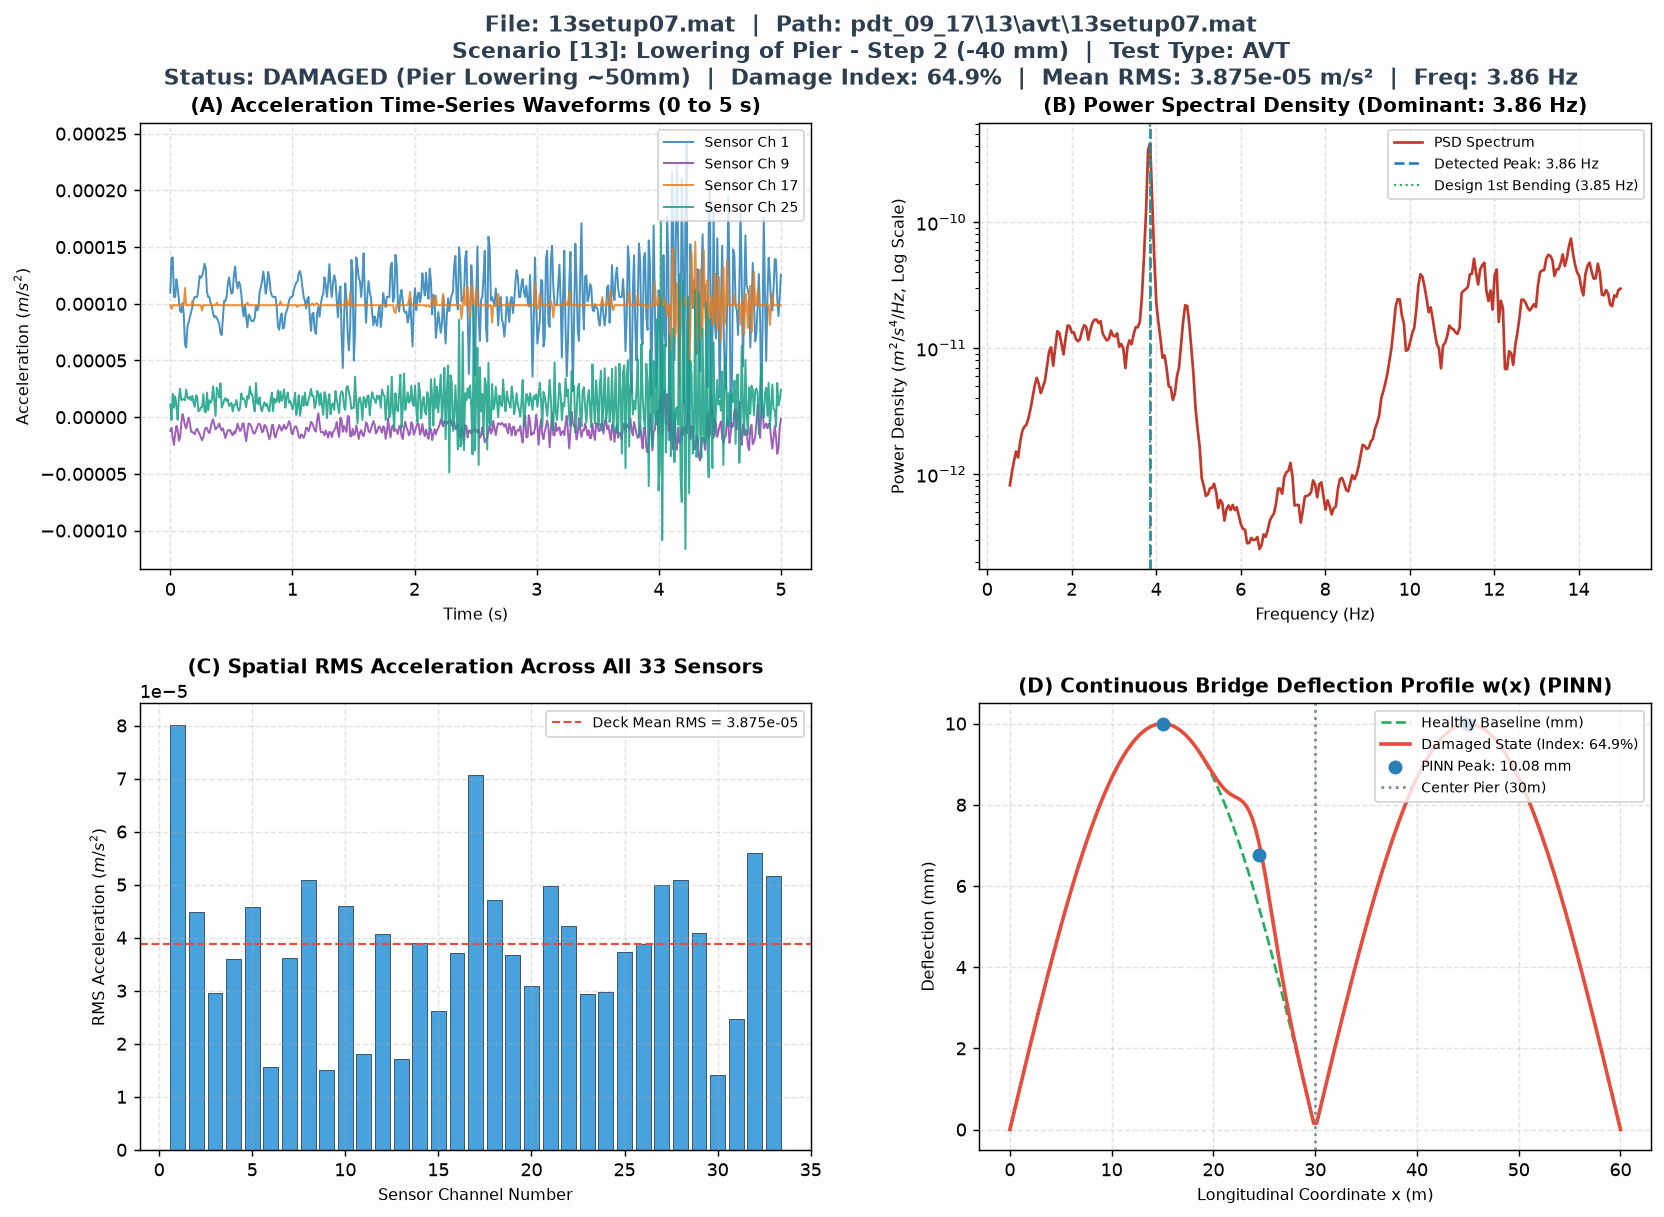 File: 13setup07.mat | Path: pdt_09_17\13\avt\13setup07.mat
Scenario [13]: Lowering of Pier - Step 2 (-40 mm) | Test Type: AVT
Status: DAMAGED (Pier Lowering ~50mm) | Damage Index: 64.9% | Mean RMS: 3.875e-05 m/s² | Freq: 3.86 Hz
(A) Acceleration Time-Series Waveforms (0 to 5 s)
Acceleration (m/s²)
0.00025
0.00020
0.00015
0.00010
0.00005
0.00000
−0.00005
−0.00010
Sensor Ch 1
Sensor Ch 9
Sensor Ch 17
Sensor Ch 25
0 1 2 3 4 5
Time (s)
(B) Power Spectral Density (Dominant: 3.86 Hz)
Power Density (m²/s⁴/Hz, Log Scale)
10⁻¹⁰
10⁻¹¹
10⁻¹²
PSD Spectrum
Detected Peak: 3.86 Hz
Design 1st Bending (3.85 Hz)
0 2 4 6 8 10 12 14
Frequency (Hz)
(C) Spatial RMS Acceleration Across All 33 Sensors
1e−5
RMS Acceleration (m/s²)
8
7
6
5
4
3
2
1
0
Deck Mean RMS = 3.875e-05
0 5 10 15 20 25 30 35
Sensor Channel Number
(D) Continuous Bridge Deflection Profile w(x) (PINN)
Deflection (mm)
10
8
6
4
2
0
Healthy Baseline (mm)
Damaged State (Index: 64.9%)
PINN Peak: 10.08 mm
Center Pier (30m)
0 10 20 30 40 50 60
Longitudinal Coordinate x (m)